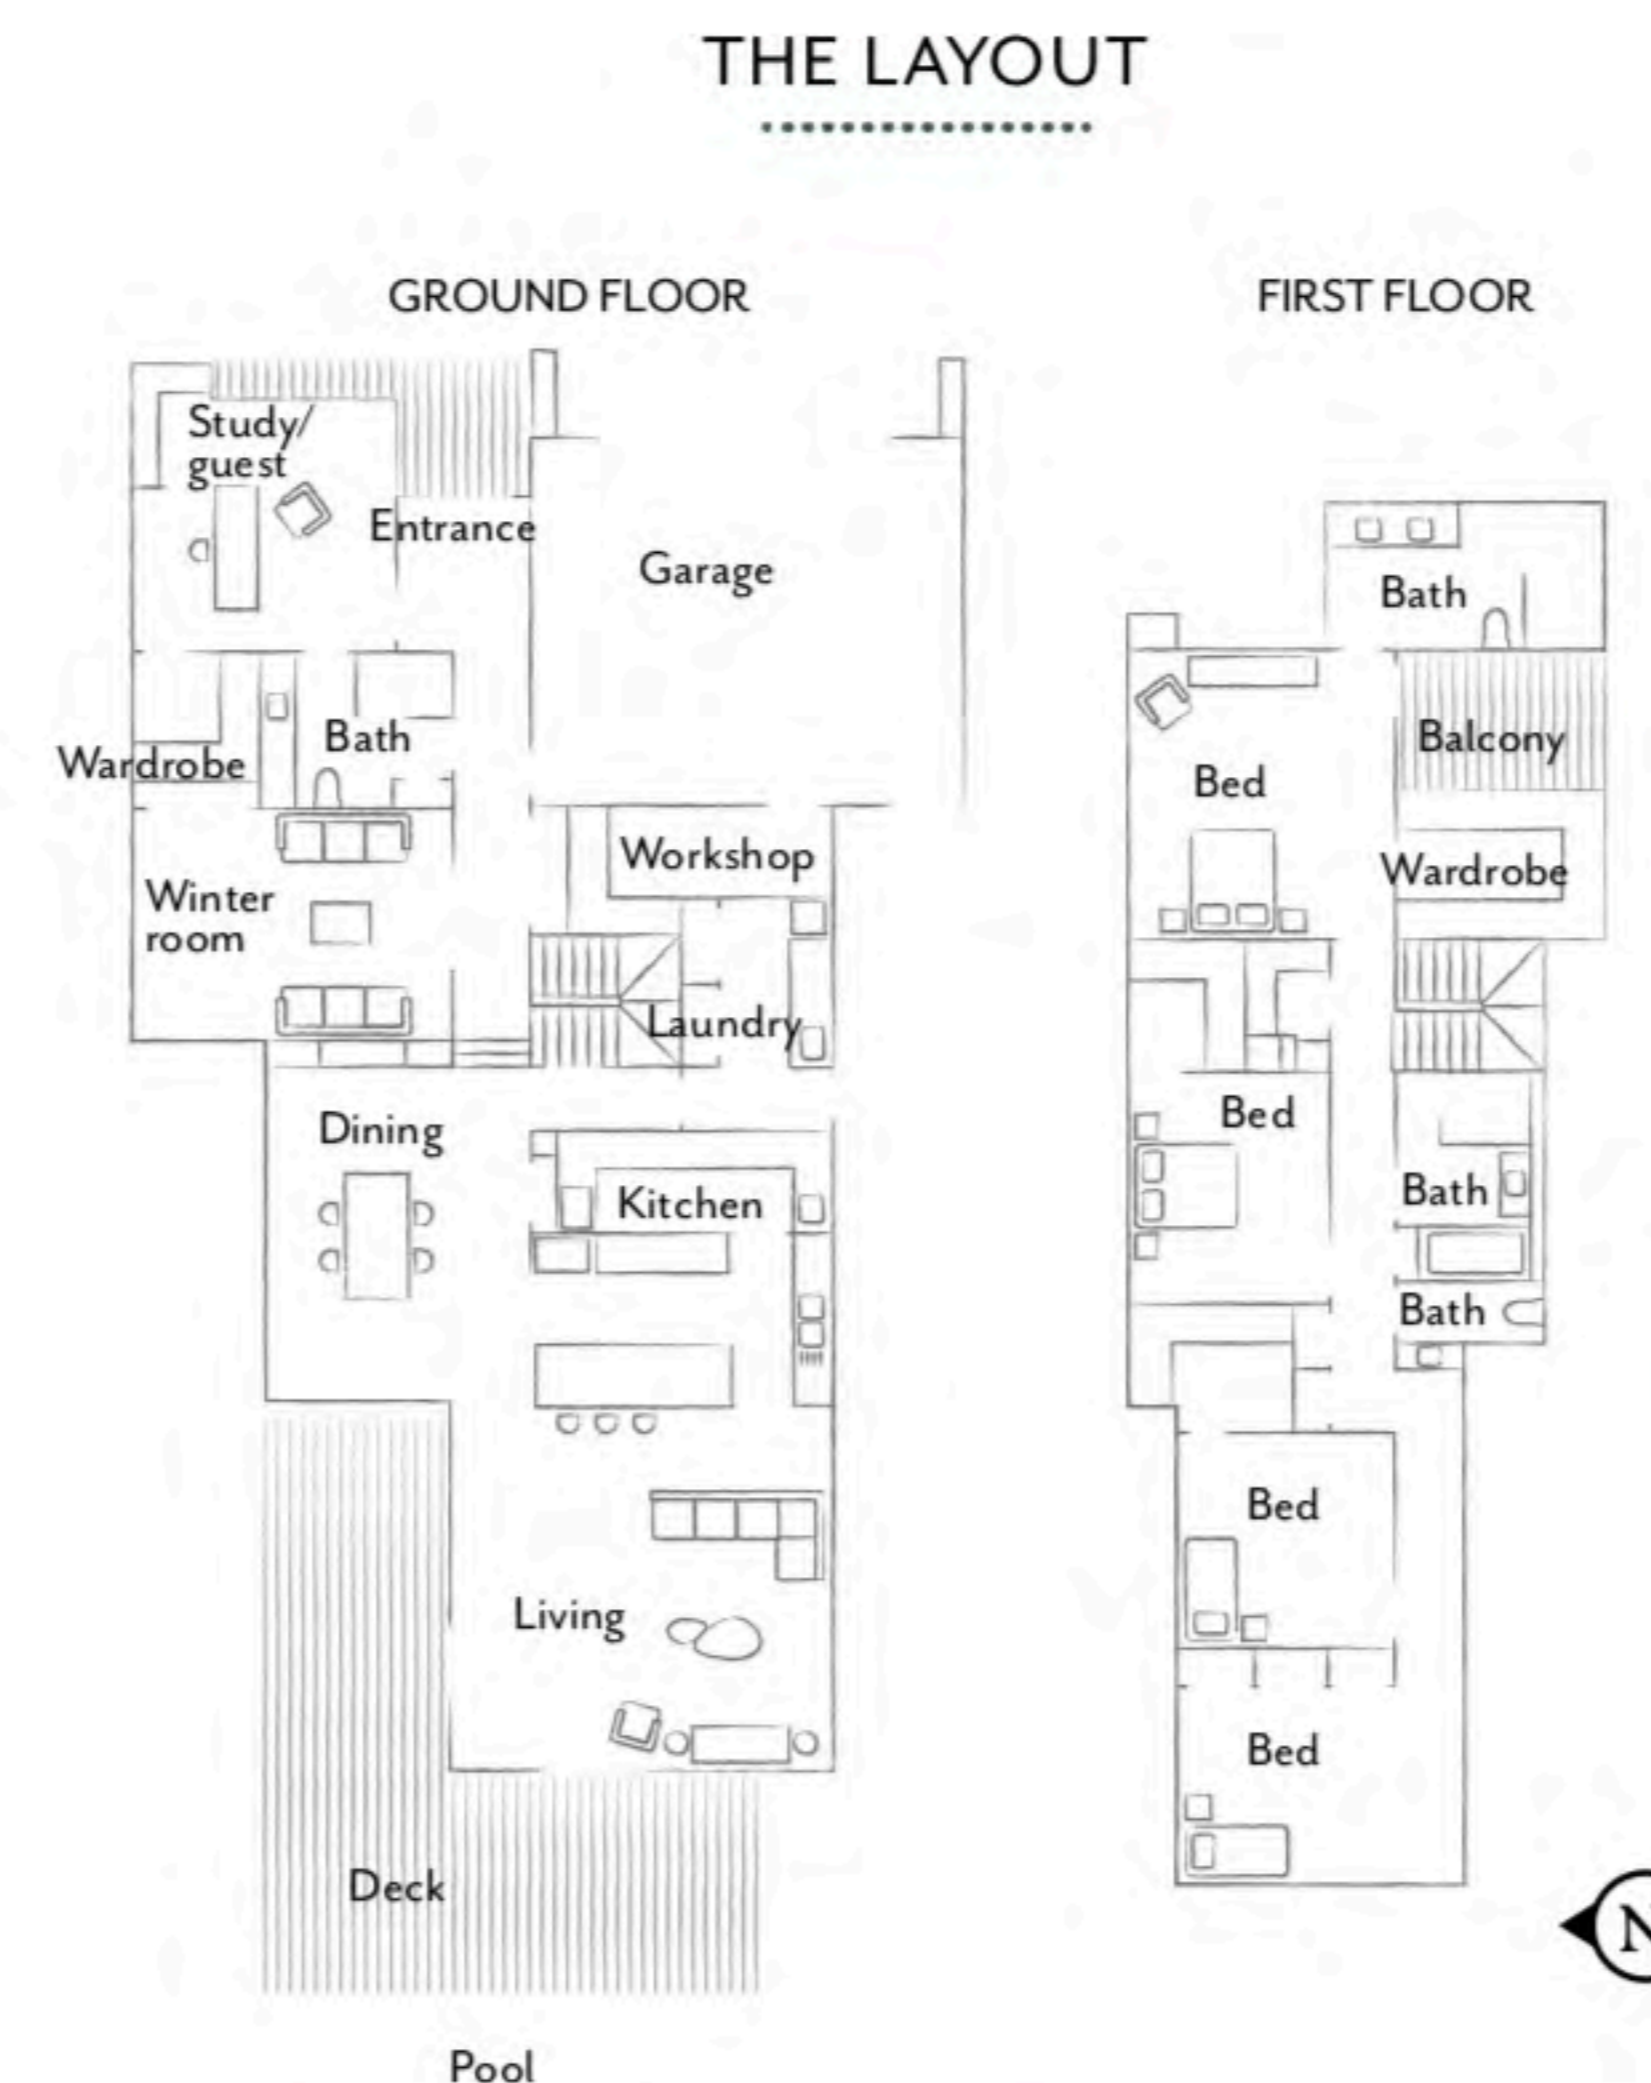 THE LAYOUT
GROUND FLOOR
Study/
guest
Entrance
Garage
Wardrobe
Bath
Workshop
Winter
room
Laundry
Dining
Kitchen
Living
Deck
Pool
FIRST FLOOR
Bath
Balcony
Bed
Wardrobe
Bed
Bath
Bath
Bed
Bed
N